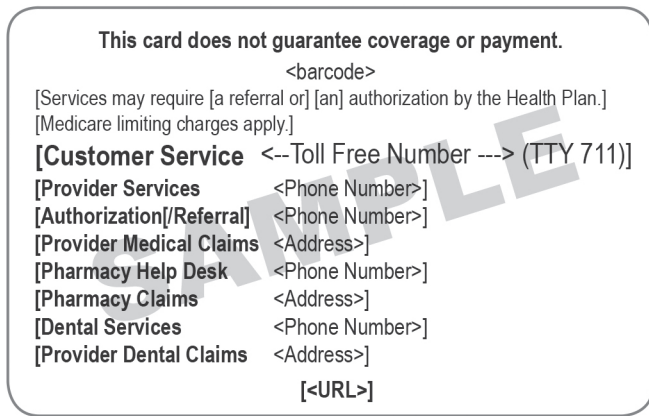 This card does not guarantee coverage or payment.
<barcode>
[Services may require [a referral or] [an] authorization by the Health Plan.]
[Medicare limiting charges apply.]
[Customer Service <--Toll Free Number ---> (TTY 711)]
[Provider Services <Phone Number>]
[Authorization[/Referral] <Phone Number>]
[Provider Medical Claims <Address>]
[Pharmacy Help Desk <Phone Number>]
[Pharmacy Claims <Address>]
[Dental Services <Phone Number>]
[Provider Dental Claims <Address>]
[<URL>]
SAMPLE